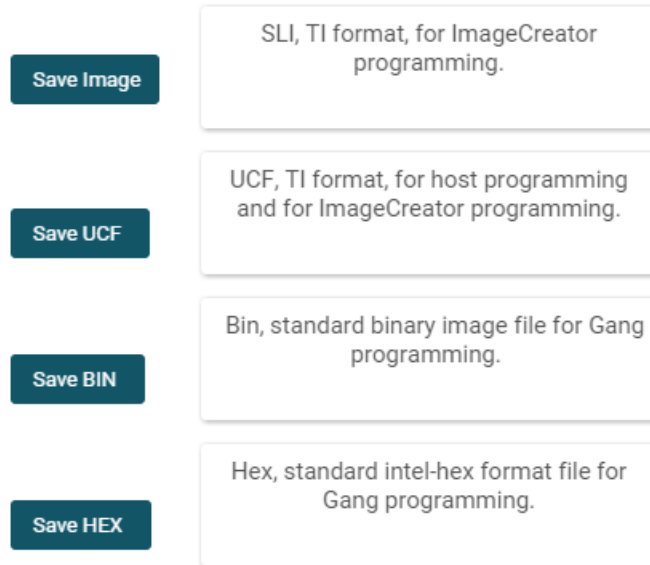 SLI, TI format, for ImageCreator
programming.
Save Image
UCF, TI format, for host programming
and for ImageCreator programming.
Save UCF
Bin, standard binary image file for Gang
programming.
Save BIN
Hex, standard intel-hex format file for
Gang programming.
Save HEX